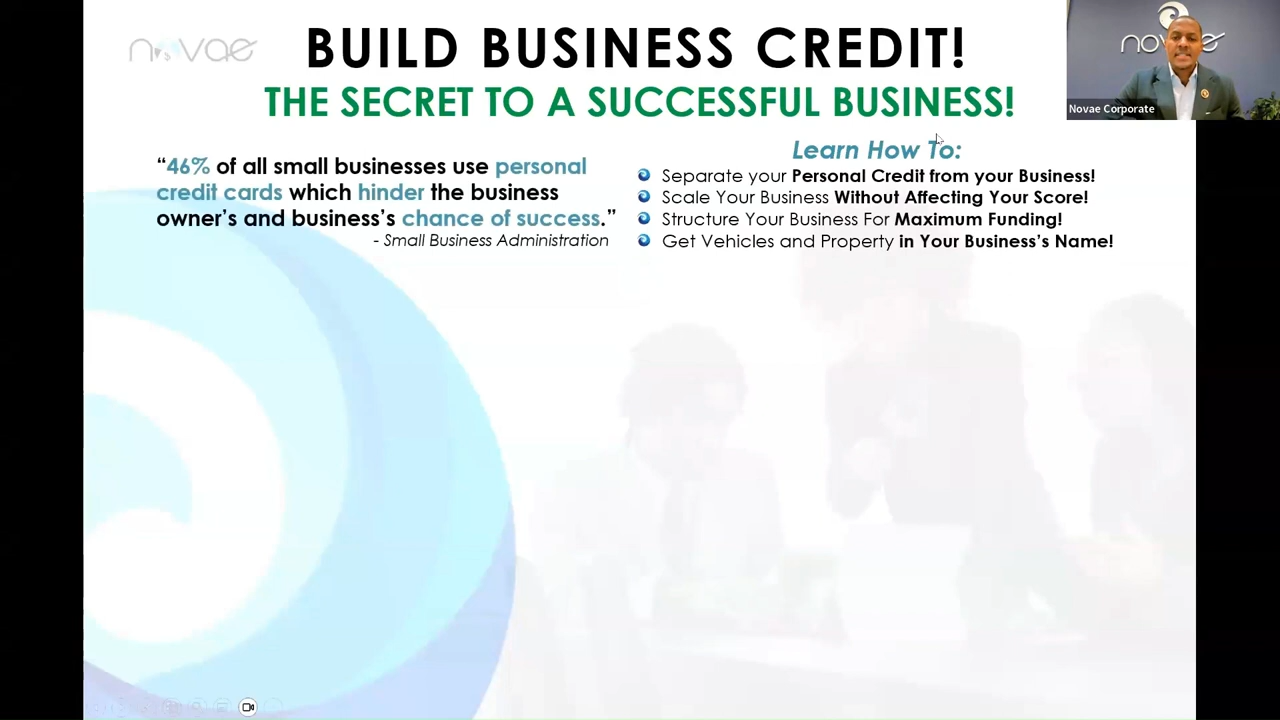 novae
BUILD BUSINESS CREDIT!
THE SECRET TO A SUCCESSFUL BUSINESS!
novae
Novae Corporate
“46% of all small businesses use personal
credit cards which hinder the business
owner’s and business’s chance of success.”
- Small Business Administration
Learn How To:
Separate your Personal Credit from your Business!
Scale Your Business Without Affecting Your Score!
Structure Your Business For Maximum Funding!
Get Vehicles and Property in Your Business’s Name!